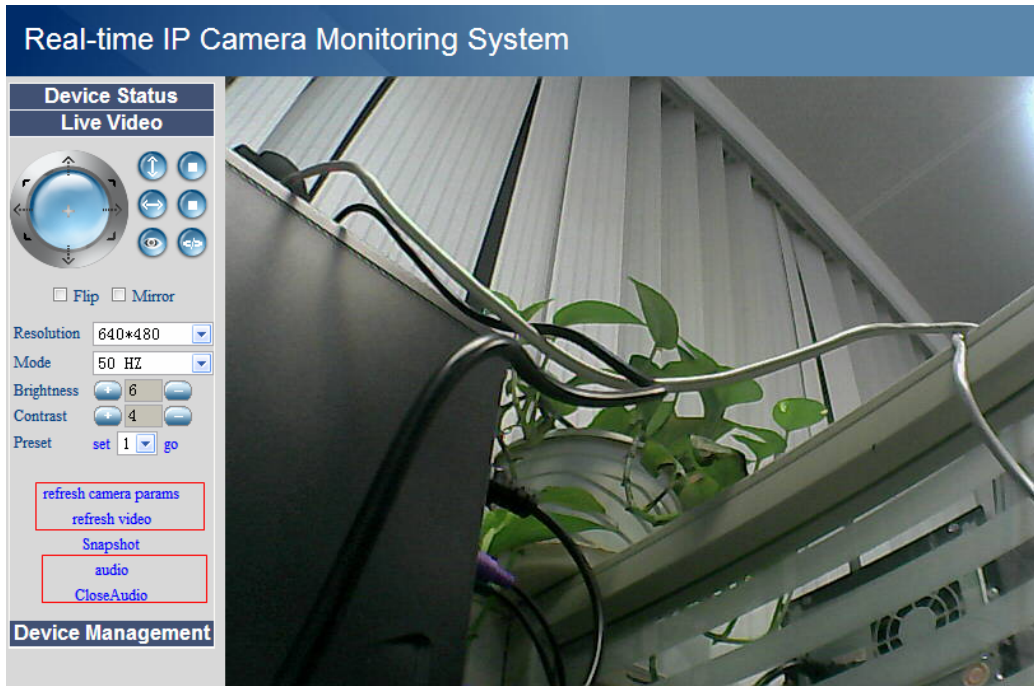 Real-time IP Camera Monitoring System
Device Status
Live Video
Flip Mirror
Resolution 640*480
Mode 50 HZ
Brightness + 6 −
Contrast + 4 −
Preset set 1 go
refresh camera params
refresh video
Snapshot
audio
CloseAudio
Device Management